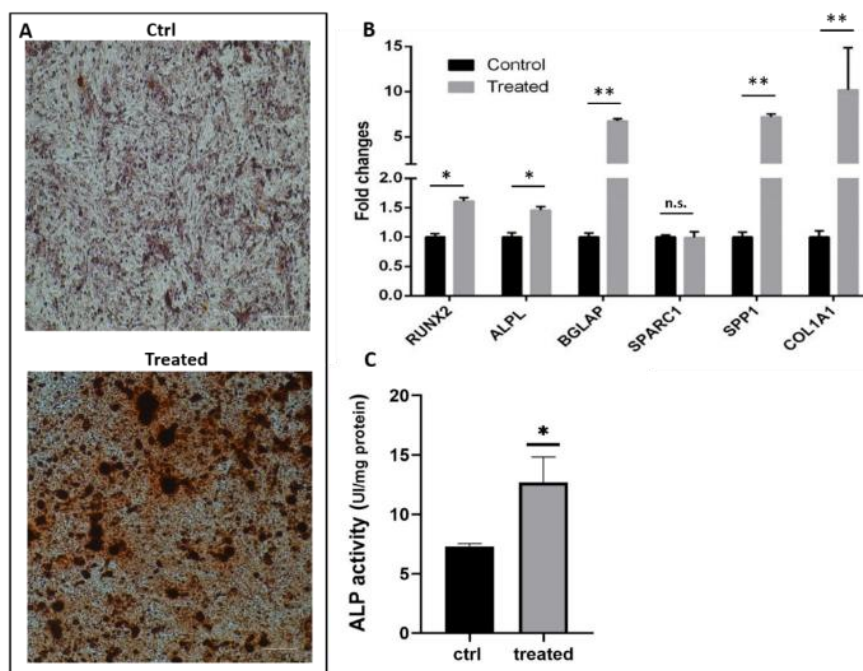 A
Ctrl
Treated
B
Control
Treated
Fold changes
15
10
5
2.0
1.5
1.0
0.5
0.0
*
*
**
n.s.
**
**
RUNX2
ALPL
BGLAP
SPARC1
SPP1
COL1A1
C
ALP activity (UI/mg protein)
20
15
10
5
0
*
ctrl
treated